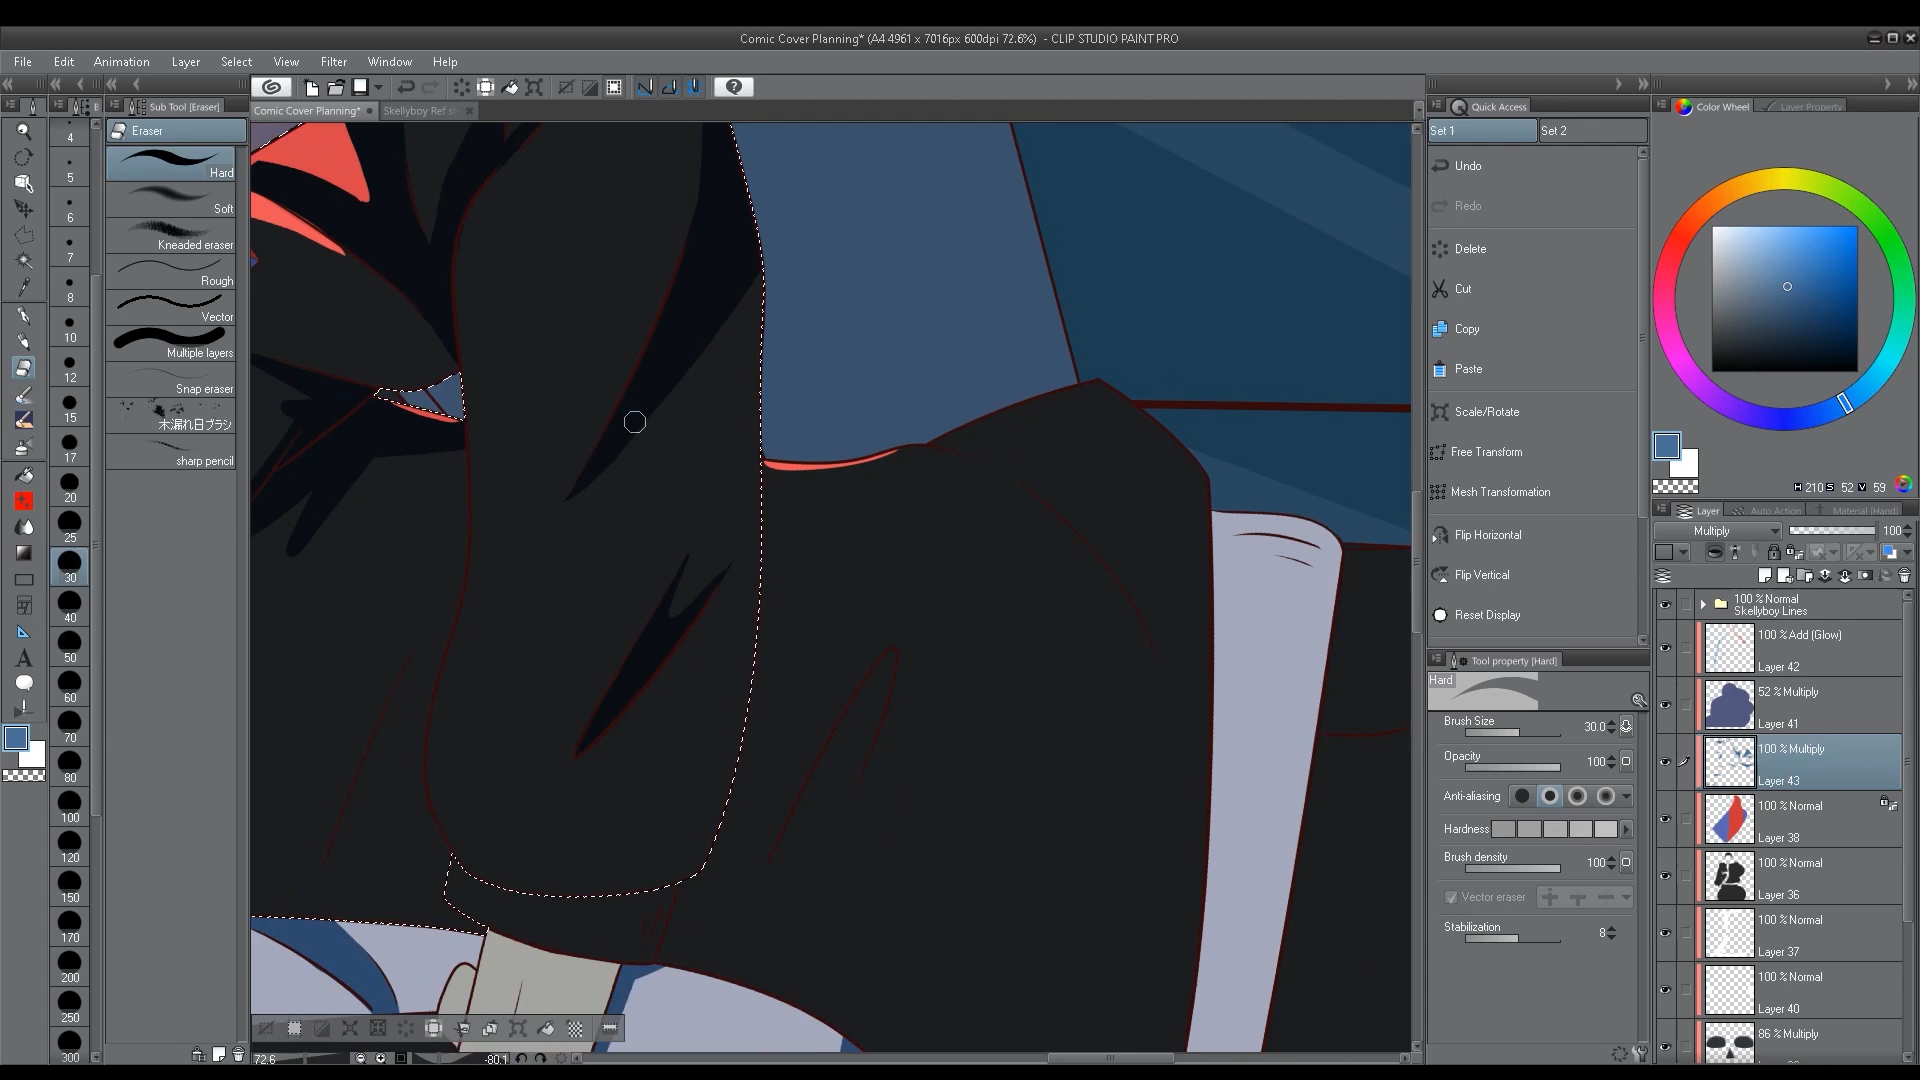 Comic Cover Planning* (A4 4961 x 7016px 600dpi 72.6%) - CLIP STUDIO PAINT PRO
File Edit Animation Layer Select View Filter Window Help
Sub Tool [Eraser]
Comic Cover Planning*
Skellyboy Ref s
Quick Access
Color Wheel
Layer Property
Eraser
Set 1
Set 2
Hard
Soft
Kneaded eraser
Rough
Vector
Multiple layers
Snap eraser
木漏れ日ブラシ
sharp pencil
4
5
6
7
8
10
12
15
17
20
25
30
40
50
60
70
80
100
120
150
170
200
250
300
Undo
Redo
Delete
Cut
Copy
Paste
Scale/Rotate
Free Transform
Mesh Transformation
Flip Horizontal
Flip Vertical
Reset Display
Tool property [Hard]
Hard
Brush Size 30.0
Opacity 100
Anti-aliasing
Hardness
Brush density 100
Vector eraser
Stabilization 8
H 210 S 52 V 59
Layer
Auto Action
Material [Hand]
Multiply 100
100 % Normal
Skellyboy Lines
100 % Add (Glow)
Layer 42
52 % Multiply
Layer 41
100 % Multiply
Layer 43
100 % Normal
Layer 38
100 % Normal
Layer 36
100 % Normal
Layer 37
100 % Normal
Layer 40
86 % Multiply
72.6
-80.1